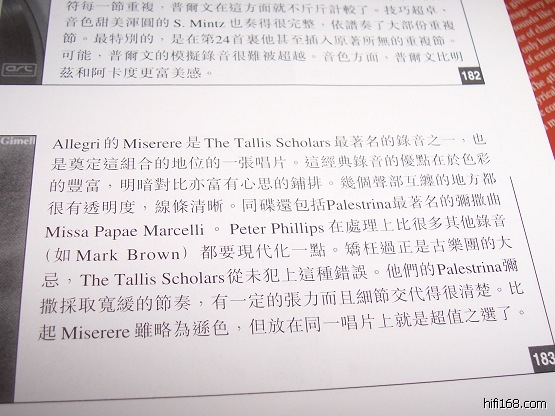 符每一節重複，普爾文在這方面就不斤斤計較了。技巧超卓、
音色甜美渾圓的 S. Mintz 也奏得很完整，依譜奏了大部份重複
節。最特別的，是在第24首裏他甚至插入原著所無的重複節。
可能，普爾文的模擬錄音很難被超越。音色方面，普爾文比明
茲和阿卡度更富美感。
art
182
Gimell
Allegri 的 Miserere 是 The Tallis Scholars 最著名的錄音之一，也
是奠定這組合的地位的一張唱片。這經典錄音的優點在於色彩
的豐富，明暗對比亦富有心思的鋪排。幾個聲部互纏的地方都
很有透明度，線條清晰。同碟還包括Palestrina最著名的彌撒曲
Missa Papae Marcelli 。 Peter Phillips 在處理上比很多其他錄音
（如 Mark Brown） 都要現代化一點。矯枉過正是古樂團的大
忌，The Tallis Scholars從未犯上這種錯誤。他們的Palestrina彌
撒採取寬緩的節奏，有一定的張力而且細節交代得很清楚。比
起 Miserere 雖略為遜色，但放在同一唱片上就是超值之選了。
183
hifi168.com